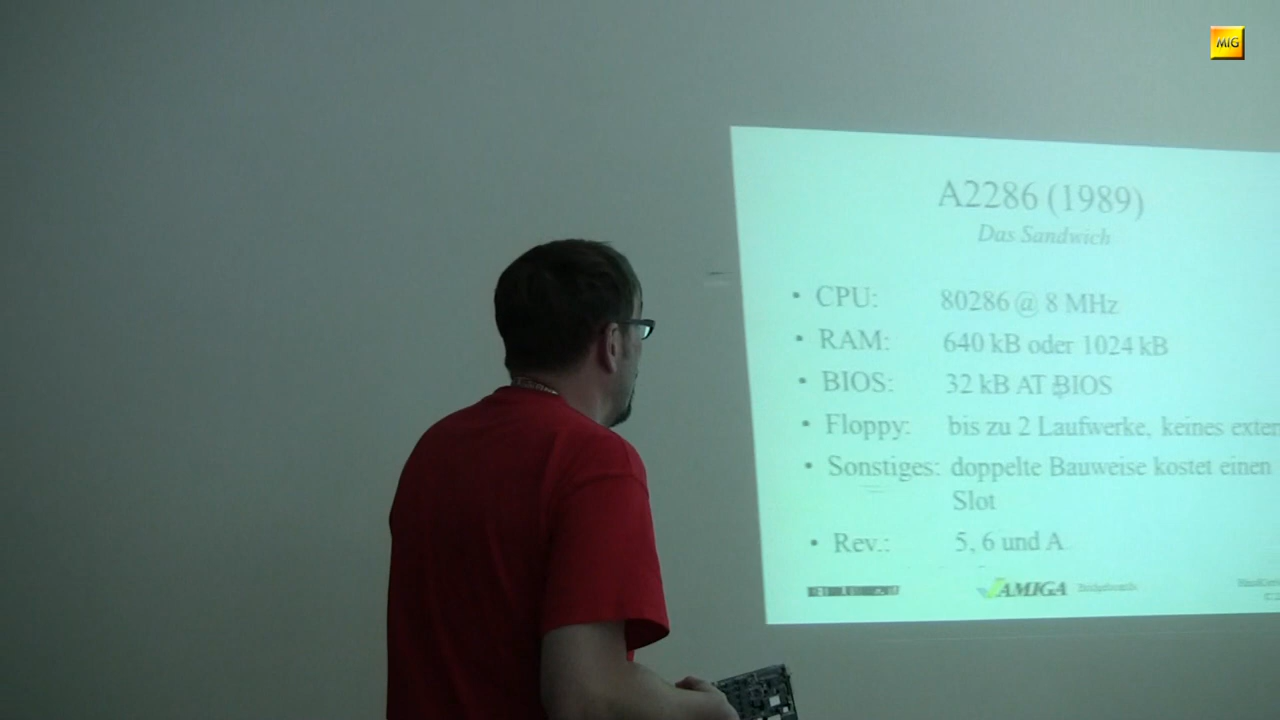 MiG
A2286 (1989)
Das Sandwich
• CPU: 80286 @ 8 MHz
• RAM: 640 kB oder 1024 kB
• BIOS: 32 kB AT BIOS
• Floppy: bis zu 2 Laufwerke, keines exter
• Sonstiges: doppelte Bauweise kostet einen
Slot
• Rev.: 5, 6 und A
AMIGA